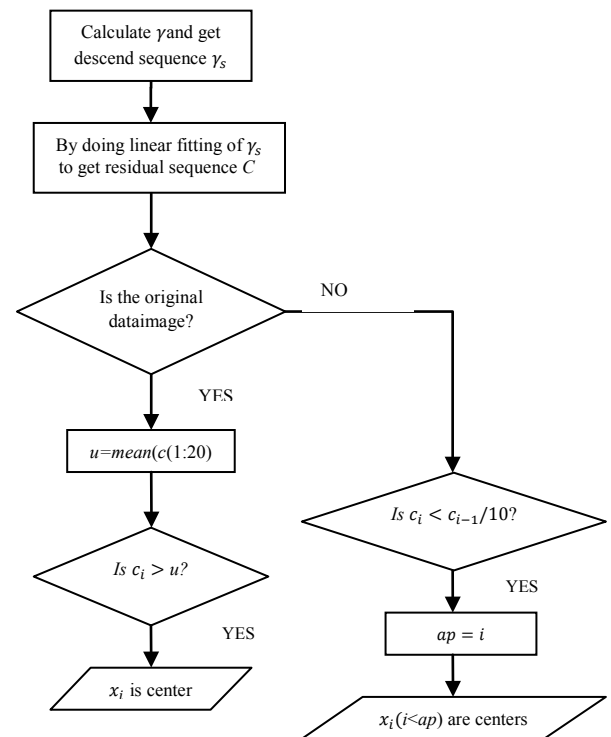 Calculate γ and get
descend sequence γₛ
By doing linear fitting of γₛ
to get residual sequence C
Is the original
dataimage?
NO
YES
u=mean(c(1:20)
Is cᵢ < cᵢ₋₁/10?
Is cᵢ > u?
YES
YES
ap = i
xᵢ is center
xᵢ(i<ap) are centers